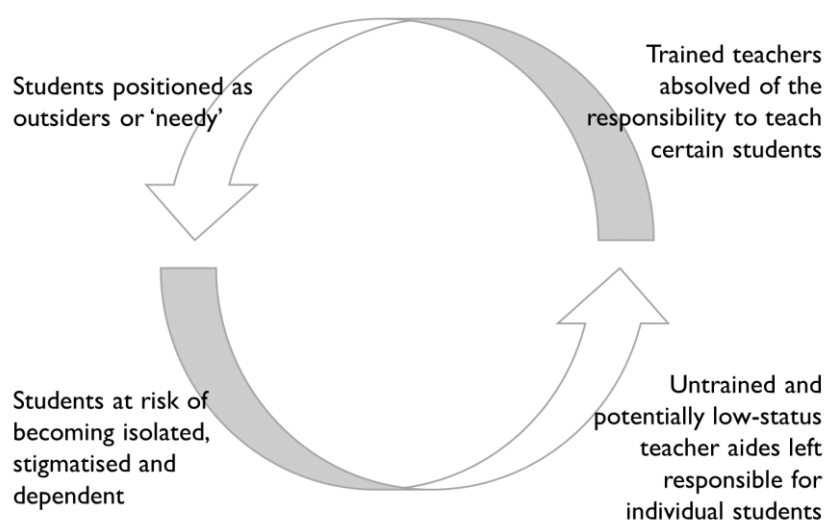 Students positioned as
outsiders or ‘needy’
Trained teachers
absolved of the
responsibility to teach
certain students
Students at risk of
becoming isolated,
stigmatised and
dependent
Untrained and
potentially low-status
teacher aides left
responsible for
individual students